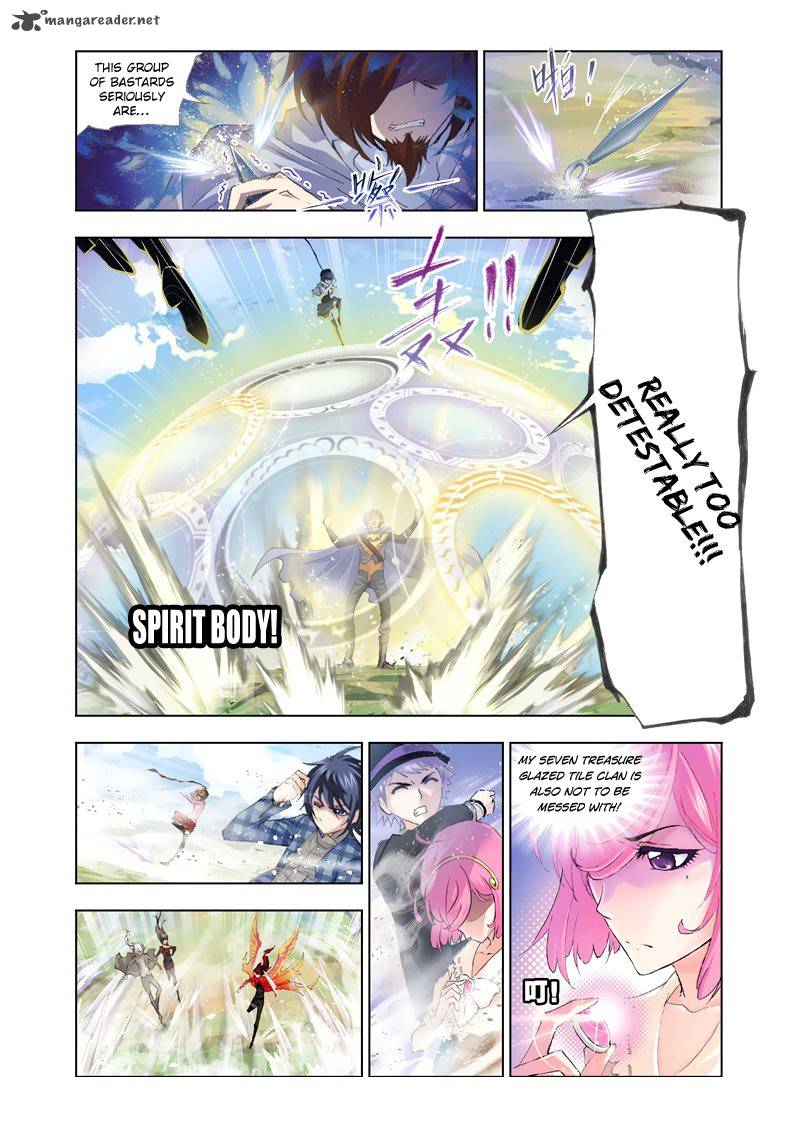 mangareader.net
THIS GROUP
OF BASTARDS
SERIOUSLY
ARE...
啪!
轰!!
REALLY TOO
DETESTABLE!!!
SPIRIT BODY!
MY SEVEN TREASURE
GLAZED TILE CLAN IS
ALSO NOT TO BE
MESSED WITH!
叮!